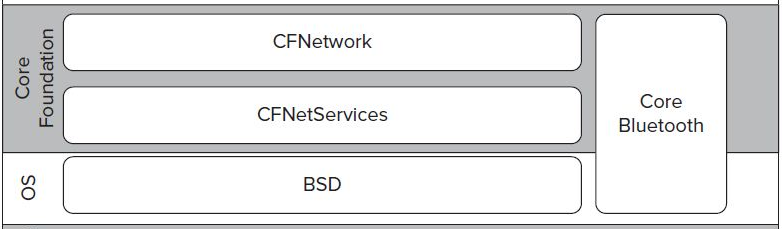 Core
Foundation
CFNetwork
CFNetServices
Core
Bluetooth
OS
BSD